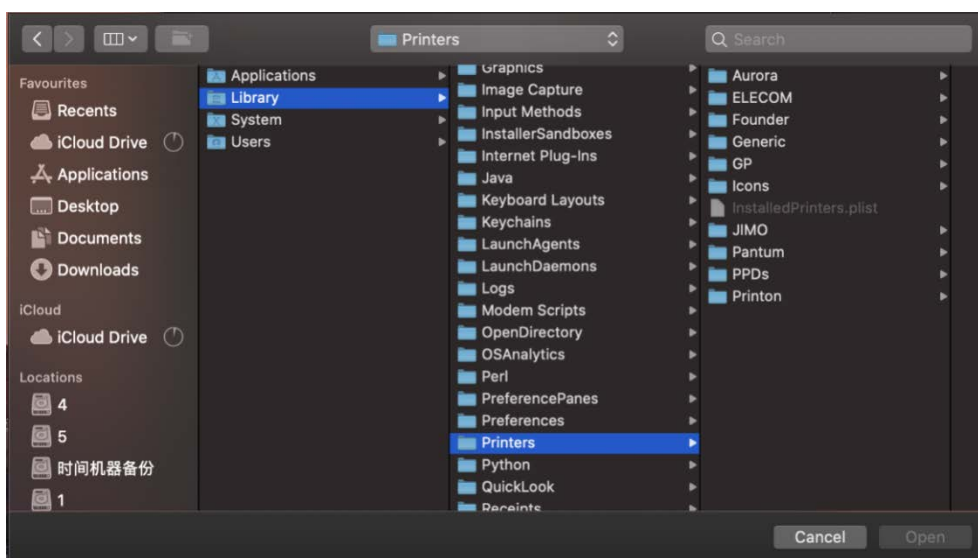 Printers
Search
Favourites
Recents
iCloud Drive
Applications
Desktop
Documents
Downloads
iCloud
iCloud Drive
Locations
4
5
时间机器备份
1
Applications
Library
System
Users
Graphics
Image Capture
Input Methods
InstallerSandboxes
Internet Plug-Ins
Java
Keyboard Layouts
Keychains
LaunchAgents
LaunchDaemons
Logs
Modem Scripts
OpenDirectory
OSAnalytics
Perl
PreferencePanes
Preferences
Printers
Python
QuickLook
Receipts
Aurora
ELECOM
Founder
Generic
GP
Icons
InstalledPrinters.plist
JIMO
Pantum
PPDs
Printon
Cancel
Open